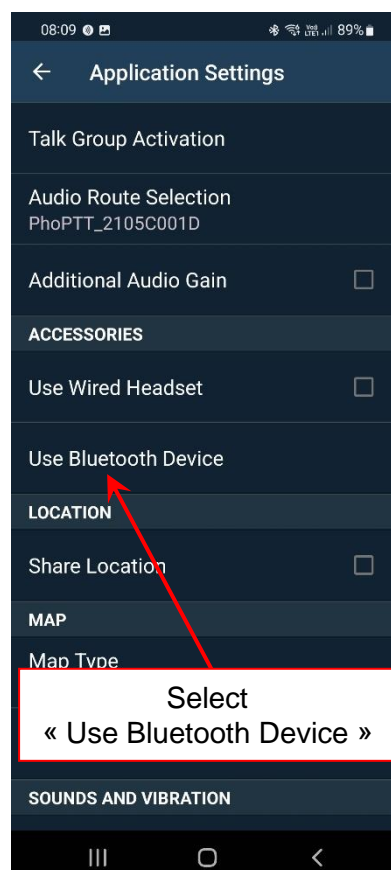 08:09 89%
Application Settings
Talk Group Activation
Audio Route Selection
PhoPTT_2105C001D
Additional Audio Gain
ACCESSORIES
Use Wired Headset
Use Bluetooth Device
LOCATION
Share Location
MAP
Map Type
Select
« Use Bluetooth Device »
SOUNDS AND VIBRATION